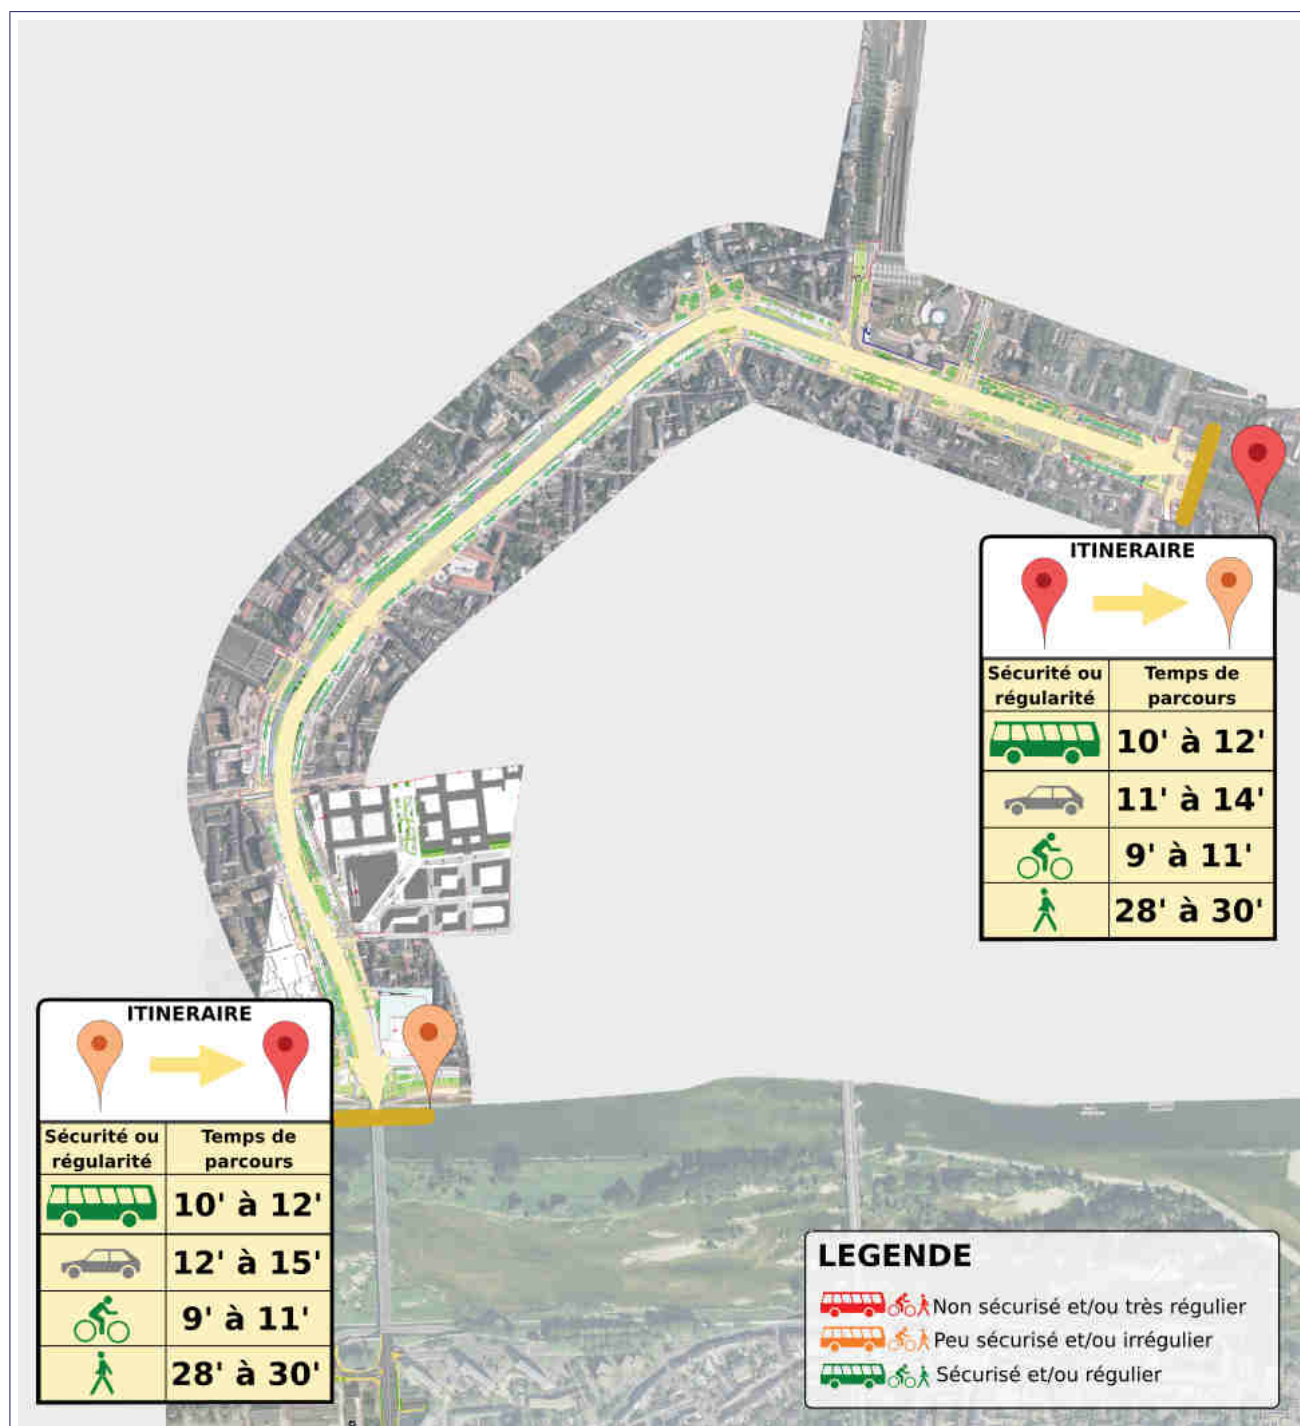 ITINERAIRE
Sécurité ou
régularité
Temps de
parcours
10' à 12'
11' à 14'
9' à 11'
28' à 30'
ITINERAIRE
Sécurité ou
régularité
Temps de
parcours
10' à 12'
12' à 15'
9' à 11'
28' à 30'
LEGENDE
Non sécurisé et/ou très régulier
Peu sécurisé et/ou irrégulier
Sécurisé et/ou régulier